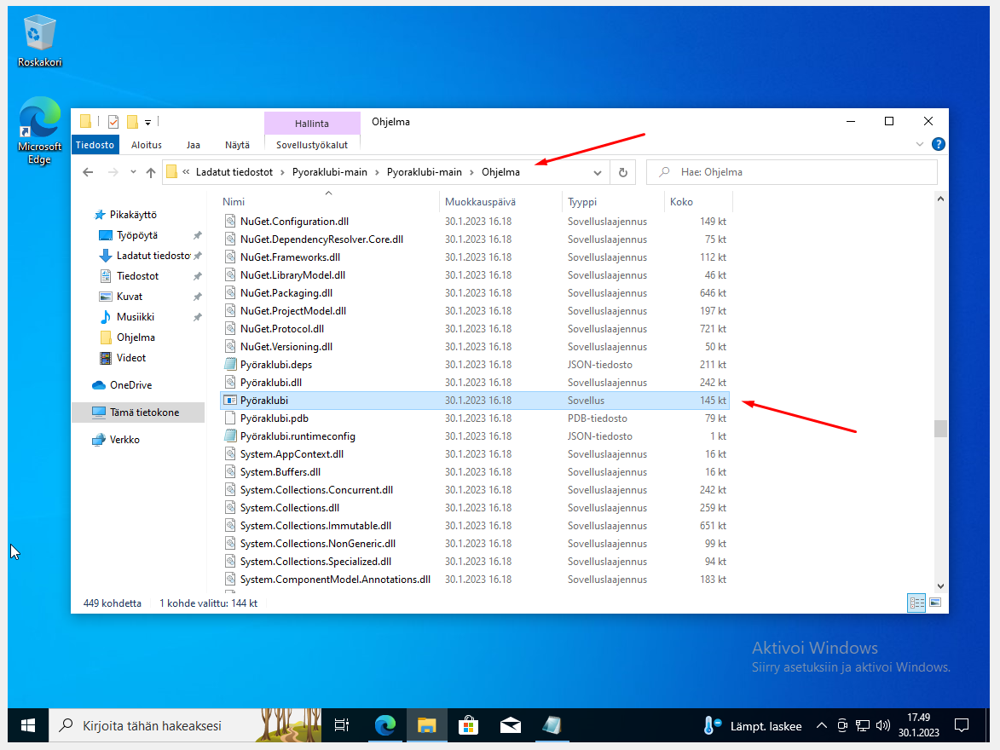 Roskakori
Microsoft
Edge
Hallinta
Ohjelma
Tiedosto
Aloitus
Jaa
Näytä
Sovellustyökalut
« Ladatut tiedostot › Pyoraklubi-main › Pyoraklubi-main › Ohjelma
Hae: Ohjelma
Nimi Muokkauspäivä Tyyppi Koko
Pikakäyttö
Työpöytä
Ladatut tiedosto
Tiedostot
Kuvat
Musiikki
Ohjelma
Videot
OneDrive
Tämä tietokone
Verkko
NuGet.Configuration.dll 30.1.2023 16.18 Sovelluslaajennus 149 kt
NuGet.DependencyResolver.Core.dll 30.1.2023 16.18 Sovelluslaajennus 75 kt
NuGet.Frameworks.dll 30.1.2023 16.18 Sovelluslaajennus 112 kt
NuGet.LibraryModel.dll 30.1.2023 16.18 Sovelluslaajennus 46 kt
NuGet.Packaging.dll 30.1.2023 16.18 Sovelluslaajennus 646 kt
NuGet.ProjectModel.dll 30.1.2023 16.18 Sovelluslaajennus 197 kt
NuGet.Protocol.dll 30.1.2023 16.18 Sovelluslaajennus 721 kt
NuGet.Versioning.dll 30.1.2023 16.18 Sovelluslaajennus 50 kt
Pyöraklubi.deps 30.1.2023 16.18 JSON-tiedosto 211 kt
Pyöraklubi.dll 30.1.2023 16.18 Sovelluslaajennus 242 kt
Pyöraklubi 30.1.2023 16.18 Sovellus 145 kt
Pyöraklubi.pdb 30.1.2023 16.18 PDB-tiedosto 79 kt
Pyöraklubi.runtimeconfig 30.1.2023 16.18 JSON-tiedosto 1 kt
System.AppContext.dll 30.1.2023 16.18 Sovelluslaajennus 16 kt
System.Buffers.dll 30.1.2023 16.18 Sovelluslaajennus 16 kt
System.Collections.Concurrent.dll 30.1.2023 16.18 Sovelluslaajennus 242 kt
System.Collections.dll 30.1.2023 16.18 Sovelluslaajennus 259 kt
System.Collections.Immutable.dll 30.1.2023 16.18 Sovelluslaajennus 651 kt
System.Collections.NonGeneric.dll 30.1.2023 16.18 Sovelluslaajennus 99 kt
System.Collections.Specialized.dll 30.1.2023 16.18 Sovelluslaajennus 94 kt
System.ComponentModel.Annotations.dll 30.1.2023 16.18 Sovelluslaajennus 183 kt
449 kohdetta 1 kohde valittu: 144 kt
Aktivoi Windows
Siirry asetuksiin ja aktivoi Windows.
Kirjoita tähän hakeaksesi
Lämpt. laskee
17.49
30.1.2023